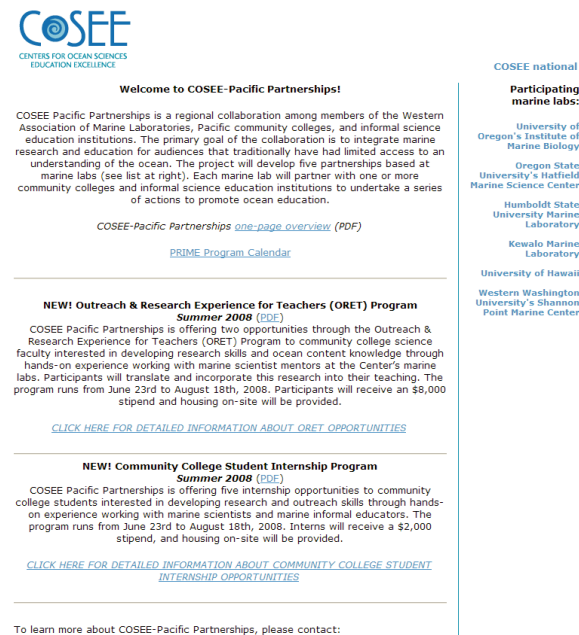 COSEE
CENTERS FOR OCEAN SCIENCES
EDUCATION EXCELLENCE
Welcome to COSEE-Pacific Partnerships!
COSEE Pacific Partnerships is a regional collaboration among members of the Western
Association of Marine Laboratories, Pacific community colleges, and informal science
education institutions. The primary goal of the collaboration is to integrate marine
research and education for audiences that traditionally have had limited access to an
understanding of the ocean. The project will develop five partnerships based at
marine labs (see list at right). Each marine lab will partner with one or more
community colleges and informal science education institutions to undertake a series
of actions to promote ocean education.
COSEE-Pacific Partnerships one-page overview (PDF)
PRIME Program Calendar
NEW! Outreach & Research Experience for Teachers (ORET) Program
Summer 2008 (PDF)
COSEE Pacific Partnerships is offering two opportunities through the Outreach &
Research Experience for Teachers (ORET) Program to community college science
faculty interested in developing research skills and ocean content knowledge through
hands-on experience working with marine scientist mentors at the Center's marine
labs. Participants will translate and incorporate this research into their teaching. The
program runs from June 23rd to August 18th, 2008. Participants will receive an $8,000
stipend and housing on-site will be provided.
CLICK HERE FOR DETAILED INFORMATION ABOUT ORET OPPORTUNITIES
NEW! Community College Student Internship Program
Summer 2008 (PDF)
COSEE Pacific Partnerships is offering five internship opportunities to community
college students interested in developing research and outreach skills through hands-
on experience working with marine scientists and marine informal educators. The
program runs from June 23rd to August 18th, 2008. Interns will receive a $2,000
stipend, and housing on-site will be provided.
CLICK HERE FOR DETAILED INFORMATION ABOUT COMMUNITY COLLEGE STUDENT
INTERNSHIP OPPORTUNITIES
To learn more about COSEE-Pacific Partnerships, please contact:
COSEE national
Participating
marine labs:
University of
Oregon's Institute of
Marine Biology
Oregon State
University's Hatfield
Marine Science Center
Humboldt State
University Marine
Laboratory
Kewalo Marine
Laboratory
University of Hawaii
Western Washington
University's Shannon
Point Marine Center